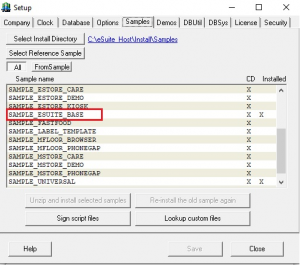 Setup
Company Clock Database Options Samples Demos DBUtil DBSys License Security
Select Install Directory C:\eSuite_Host\Install\Samples
Select Reference Sample
All FromSample
Sample name CD Installed
SAMPLE_ESTORE_CARE X
SAMPLE_ESTORE_DEMO X
SAMPLE_ESTORE_KIOSK X
SAMPLE_ESUITE_BASE X X
SAMPLE_FASTFOOD X
SAMPLE_LABEL_TEMPLATE X
SAMPLE_MFLOOR_BROWSER X
SAMPLE_MFLOOR_PHONEGAP X
SAMPLE_MSTORE_CARE X
SAMPLE_MSTORE_DEMO X
SAMPLE_MSTORE_PHONEGAP X
SAMPLE_UNIVERSAL X X
Unzip and install selected samples Re-install the old sample again
Sign script files Lookup custom files
Help Save Close